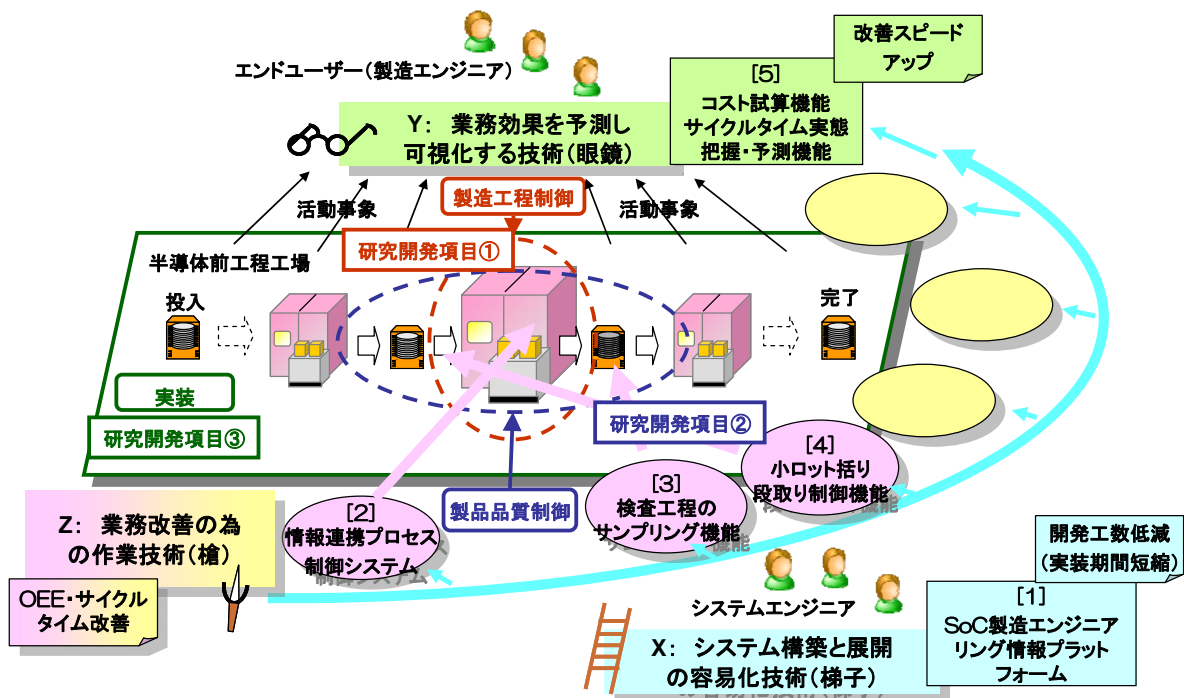 エンドユーザー(製造エンジニア)
改善スピード
アップ
[5]
コスト試算機能
サイクルタイム実態
把握・予測機能
Y: 業務効果を予測し
可視化する技術(眼鏡)
製造工程制御
活動事象
活動事象
研究開発項目①
半導体前工程工場
投入
完了
実装
研究開発項目③
研究開発項目②
[4]
小ロット括り
段取り制御機能
[3]
検査工程の
サンプリング機能
製品品質制御
[2]
情報連携プロセス
制御システム
Z: 業務改善の為
の作業技術(槍)
OEE・サイクル
タイム改善
システムエンジニア
開発工数低減
(実装期間短縮)
[1]
SoC製造エンジニア
リング情報プラット
フォーム
X: システム構築と展開
の容易化技術(梯子)